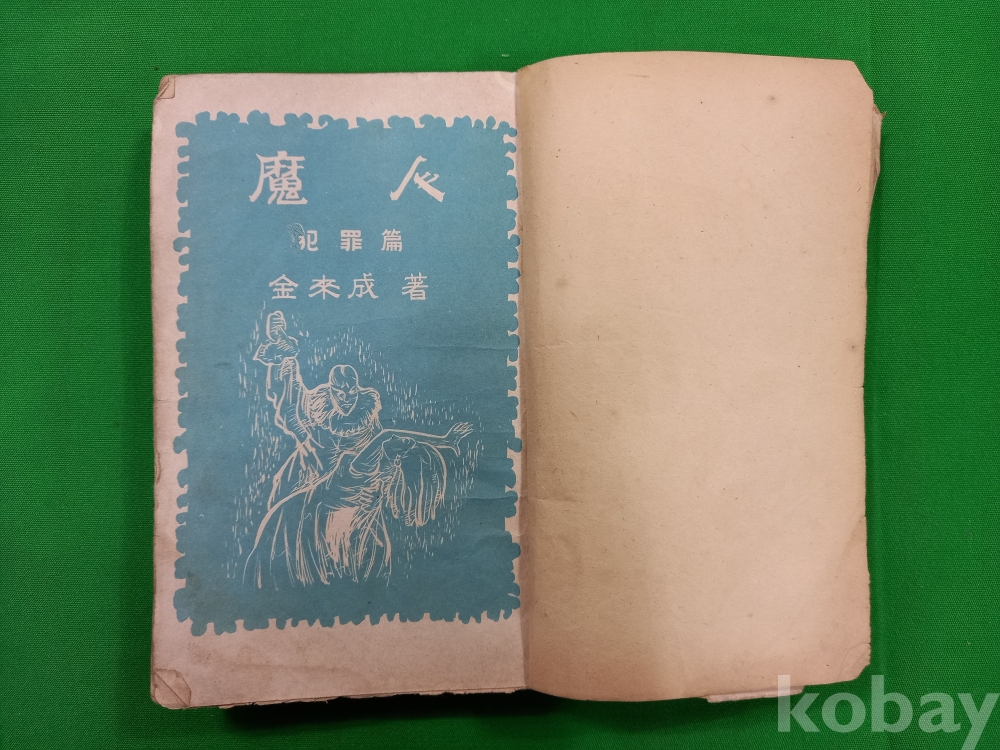 魔人
犯罪篇
金來成 著
kobay